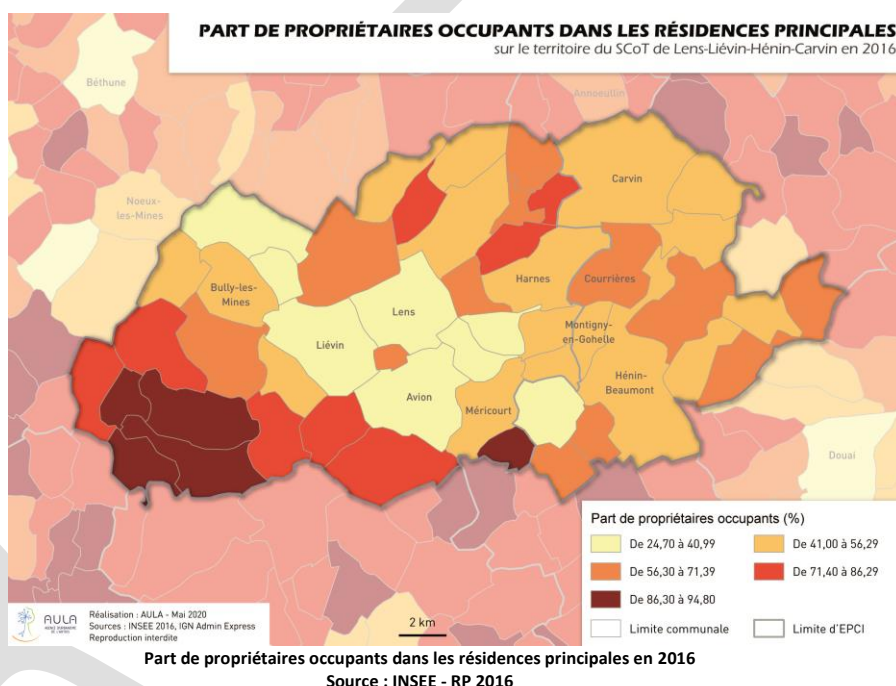 PART DE PROPRIÉTAIRES OCCUPANTS DANS LES RÉSIDENCES PRINCIPALES
sur le territoire du SCoT de Lens-Liévin-Hénin-Carvin en 2016
Béthune
Annoeullin
Noeux-
les-Mines
Carvin
Bully-les-
Mines
Harnes
Courrières
Lens
Liévin
Montigny-
en-Gohelle
Hénin-
Beaumont
Avion
Méricourt
Douai
Part de propriétaires occupants (%)
De 24,70 à 40,99
De 41,00 à 56,29
De 56,30 à 71,39
De 71,40 à 86,29
De 86,30 à 94,80
Limite communale
Limite d'EPCI
AULA
Réalisation : AULA - Mai 2020
Sources : INSEE 2016, IGN Admin Express
Reproduction interdite
2 km
Part de propriétaires occupants dans les résidences principales en 2016
Source : INSEE - RP 2016